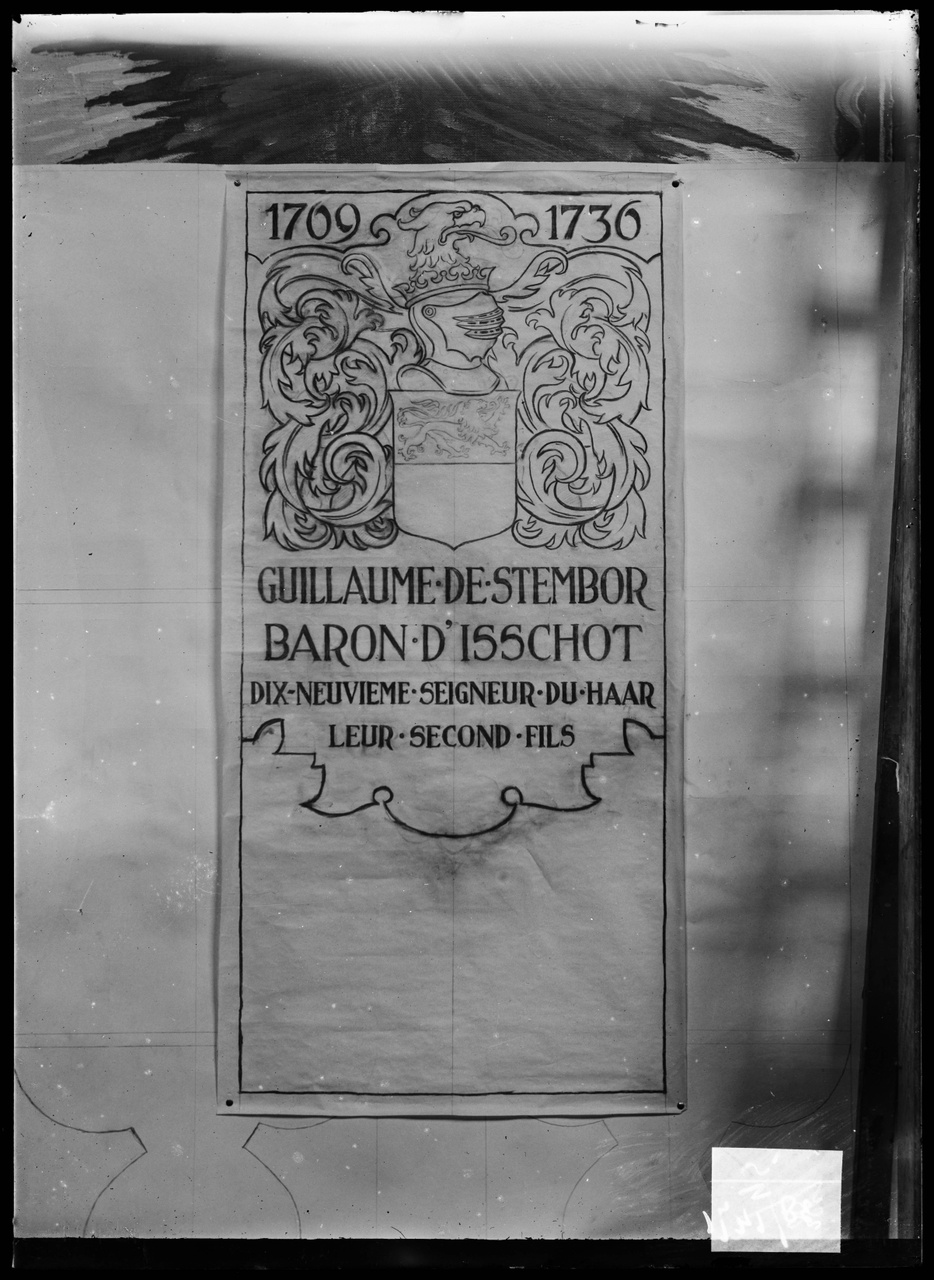 1709 1736
GUILLAUME·DE·STEMBOR
BARON·D'ISSCHOT
DIX-NEUVIEME·SEIGNEUR·DU·HAAR
LEUR·SECOND·FILS